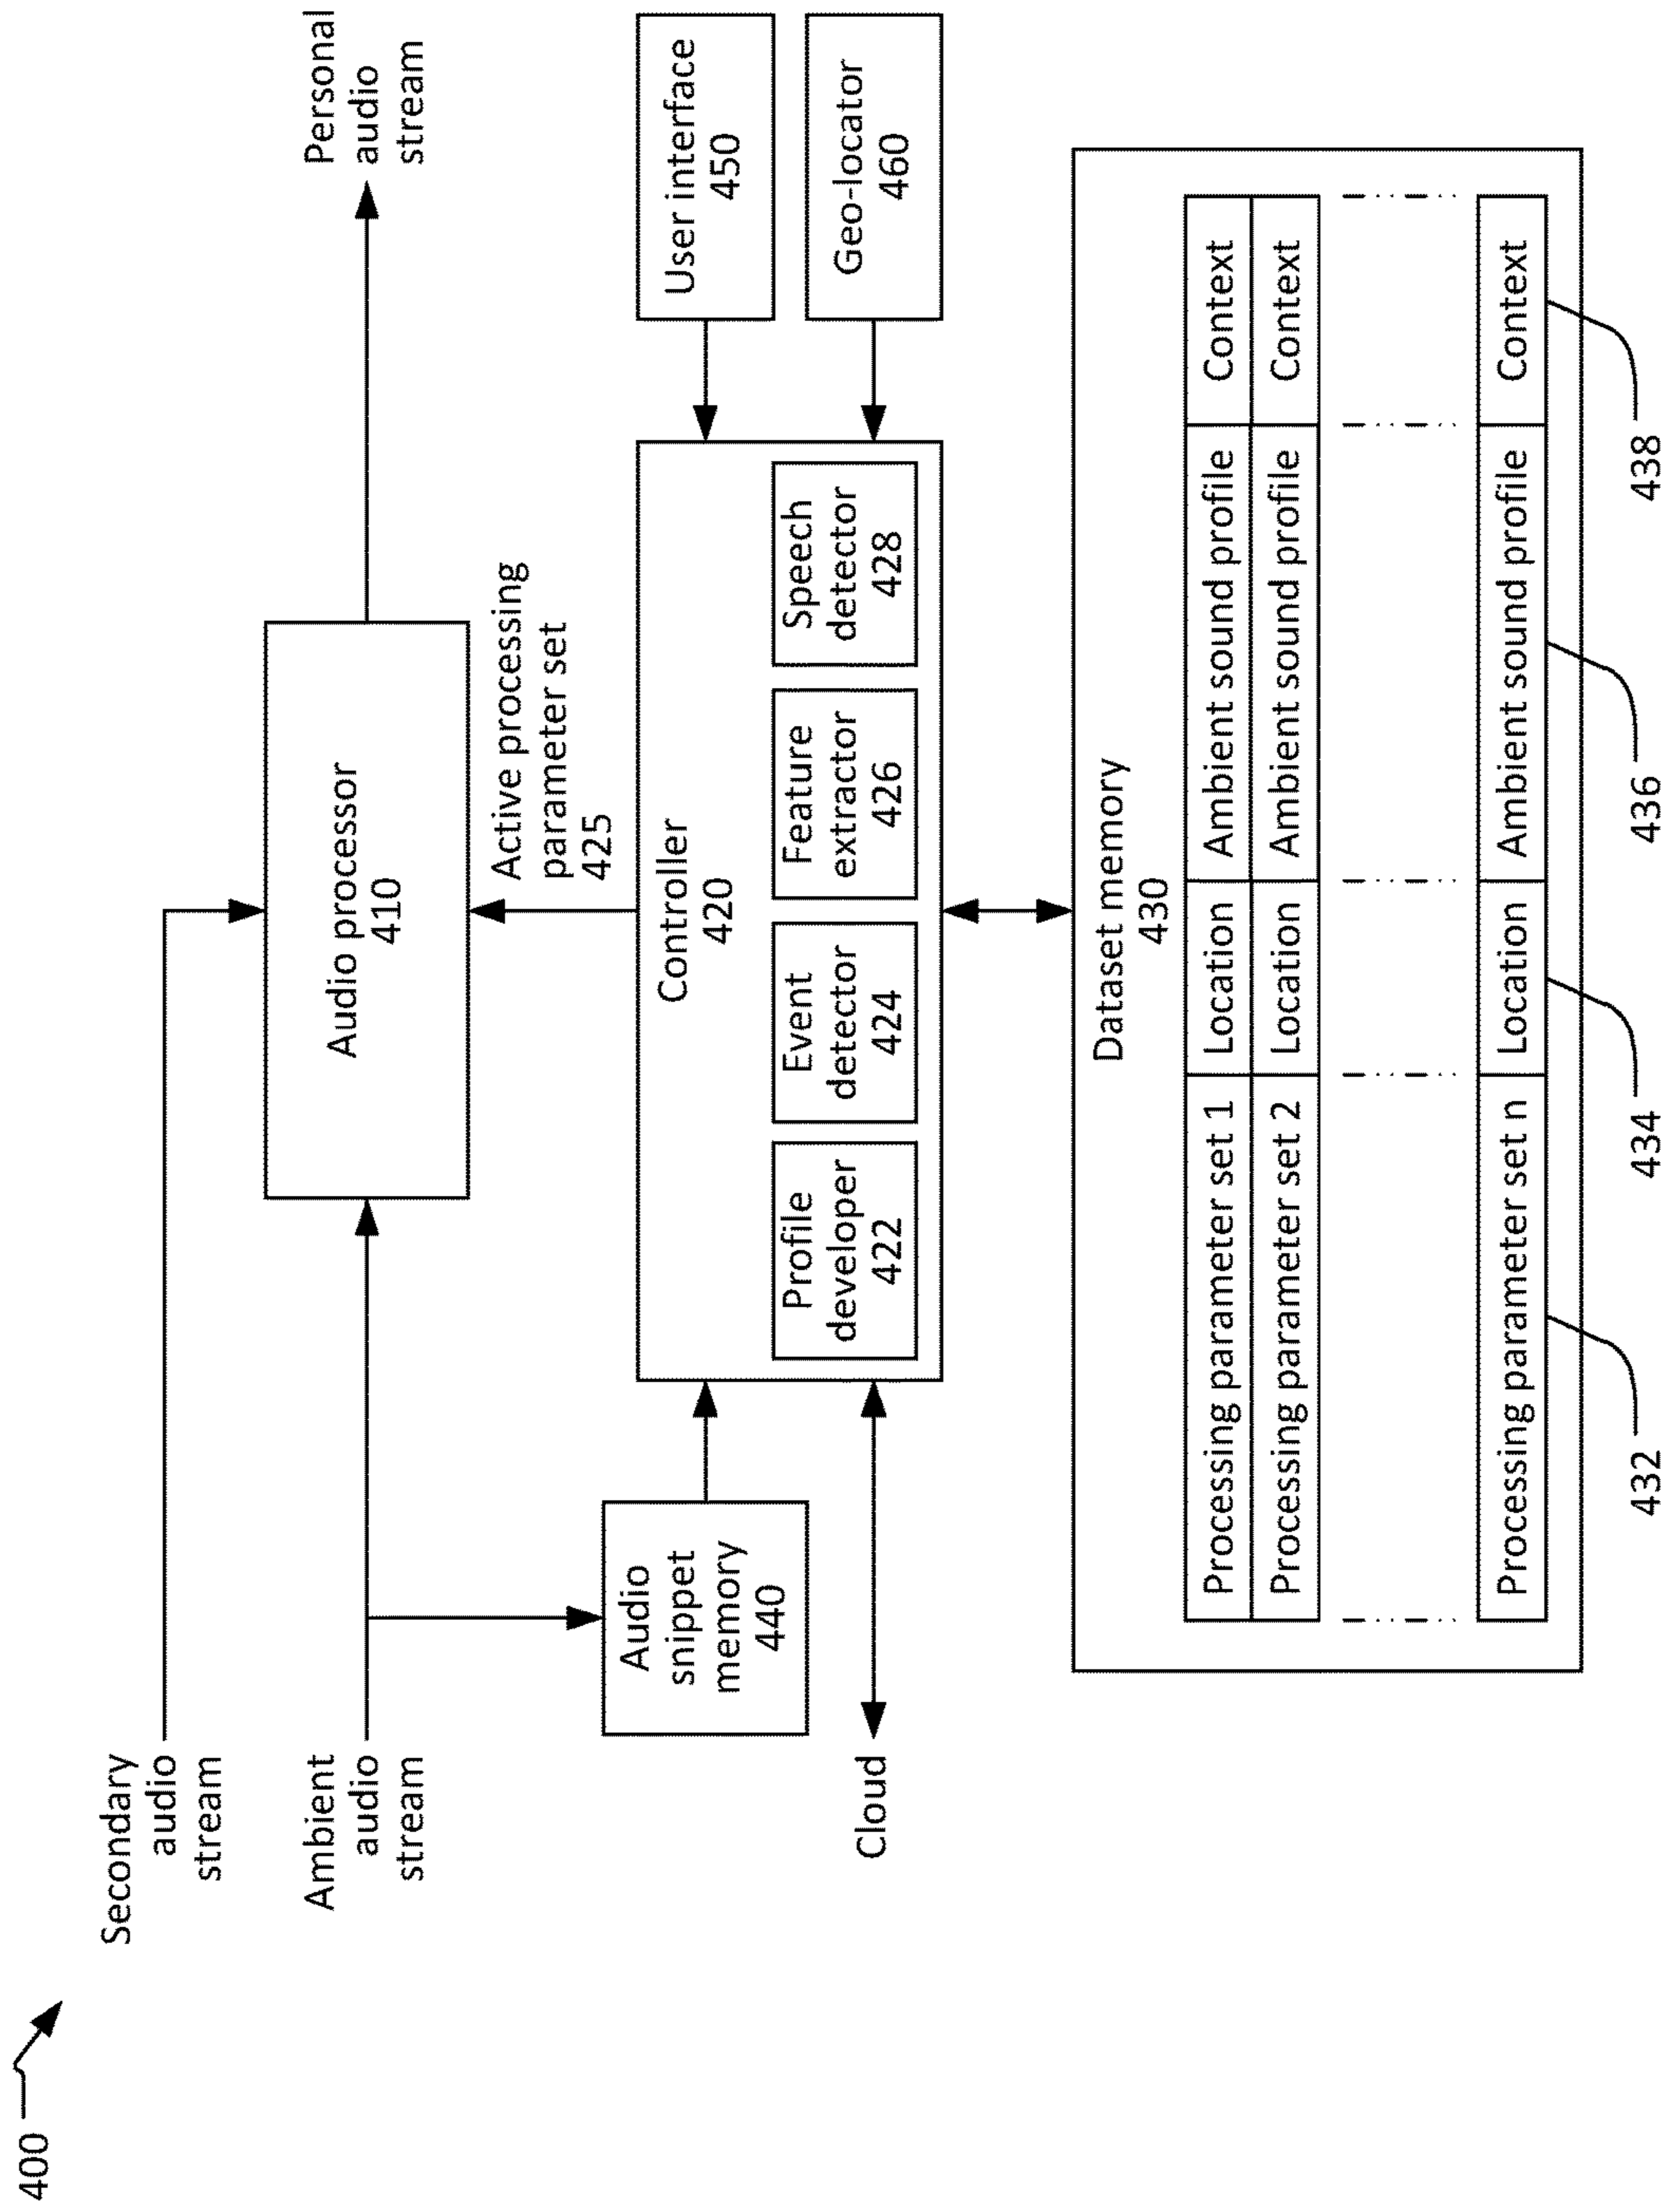 400
Secondary
audio
stream
Ambient
audio
stream
Personal
audio
stream
Audio processor
410
Active processing
parameter set
425
Audio
snippet
memory
440
Cloud
Controller
420
Profile
developer
422
Event
detector
424
Feature
extractor
426
Speech
detector
428
User interface
450
Geo-locator
460
Dataset memory
430
Processing parameter set 1 Location Ambient sound profile Context
Processing parameter set 2 Location Ambient sound profile Context
Processing parameter set n Location Ambient sound profile Context
432 434 436 438